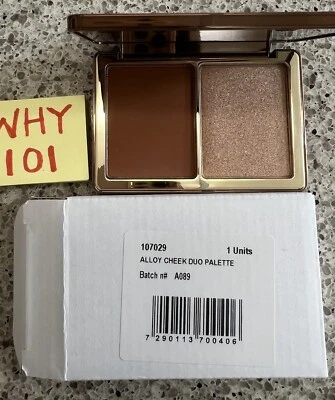 WHY
101
107029 1 Units
ALLOY CHEEK DUO PALETTE
Batch n# A089
7 290113 700406